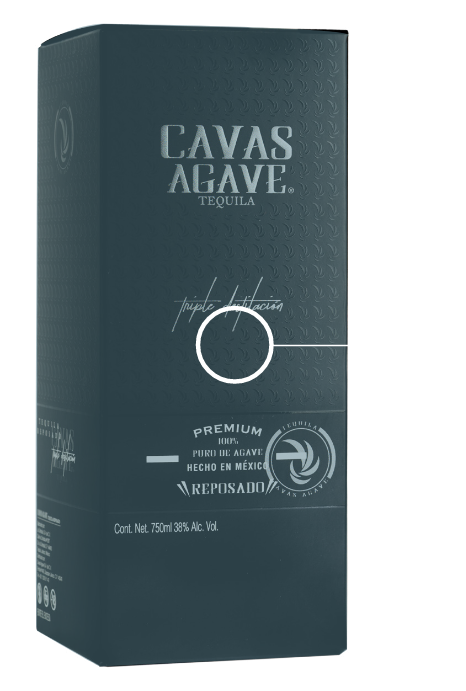 CAVAS
AGAVE®
TEQUILA
triple destilación
PREMIUM
100%
PURO DE AGAVE
HECHO EN MÉXICO
REPOSADO
TEQUILA
CAVAS AGAVE
Cont. Net. 750ml 38% Alc. Vol.